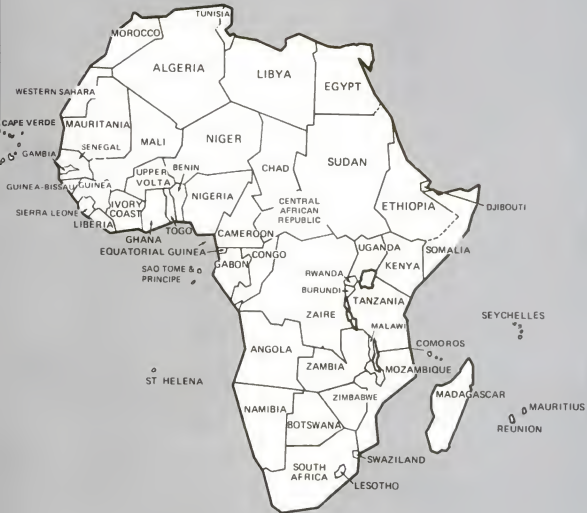 TUNISIA
MOROCCO
ALGERIA
LIBYA
EGYPT
WESTERN SAHARA
CAPE VERDE
MAURITANIA
MALI
NIGER
CHAD
SUDAN
SENEGAL
GAMBIA
GUINEA-BISSAU
GUINEA
UPPER
VOLTA
BENIN
NIGERIA
CENTRAL
AFRICAN
REPUBLIC
ETHIOPIA
DJIBOUTI
SIERRA LEONE
IVORY
COAST
LIBERIA
GHANA
TOGO
CAMEROON
EQUATORIAL GUINEA
GABON
CONGO
UGANDA
KENYA
SOMALIA
SAO TOME &
PRINCIPE
RWANDA
BURUNDI
ZAIRE
TANZANIA
SEYCHELLES
MALAWI
COMOROS
ANGOLA
ZAMBIA
MOZAMBIQUE
ST HELENA
NAMIBIA
BOTSWANA
ZIMBABWE
MADAGASCAR
MAURITIUS
REUNION
SOUTH
AFRICA
SWAZILAND
LESOTHO